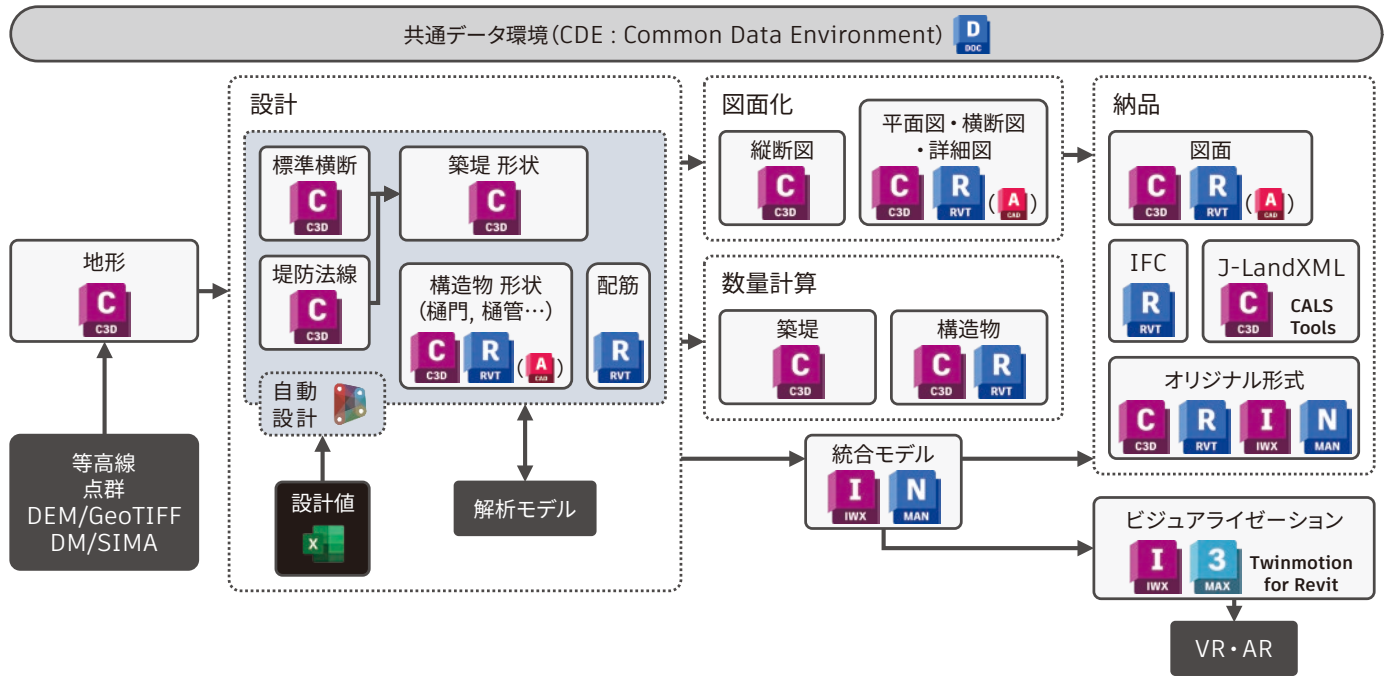 共通データ環境(CDE : Common Data Environment)
D
DOC
地形
C
C3D
等高線
点群
DEM/GeoTIFF
DM/SIMA
設計
標準横断
C
C3D
堤防法線
C
C3D
築堤 形状
C
C3D
構造物 形状
(樋門, 樋管…)
C R (A)
C3D RVT CAD
配筋
R
RVT
自動
設計
設計値
X
解析モデル
図面化
縦断図
C
C3D
平面図・横断図
・詳細図
C R (A)
C3D RVT CAD
数量計算
築堤
C
C3D
構造物
C R
C3D RVT
統合モデル
I N
IWX MAN
納品
図面
C R (A)
C3D RVT CAD
IFC
R
RVT
J-LandXML
C
C3D
CALS
Tools
オリジナル形式
C R I N
C3D RVT IWX MAN
ビジュアライゼーション
I 3
IWX MAX
Twinmotion
for Revit
VR・AR